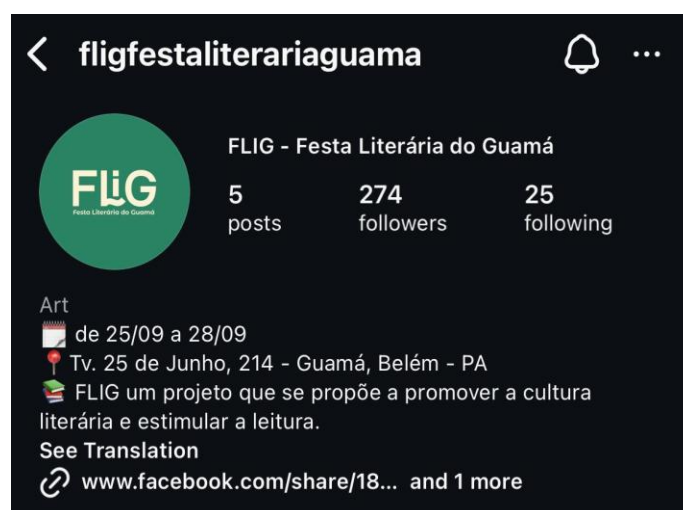 fligfestaliterariaguama
FLiG
Festa Literária do Guamá
FLIG - Festa Literária do Guamá
5 274 25
posts followers following
Art
de 25/09 a 28/09
Tv. 25 de Junho, 214 - Guamá, Belém - PA
FLIG um projeto que se propõe a promover a cultura
literária e estimular a leitura.
See Translation
www.facebook.com/share/18... and 1 more